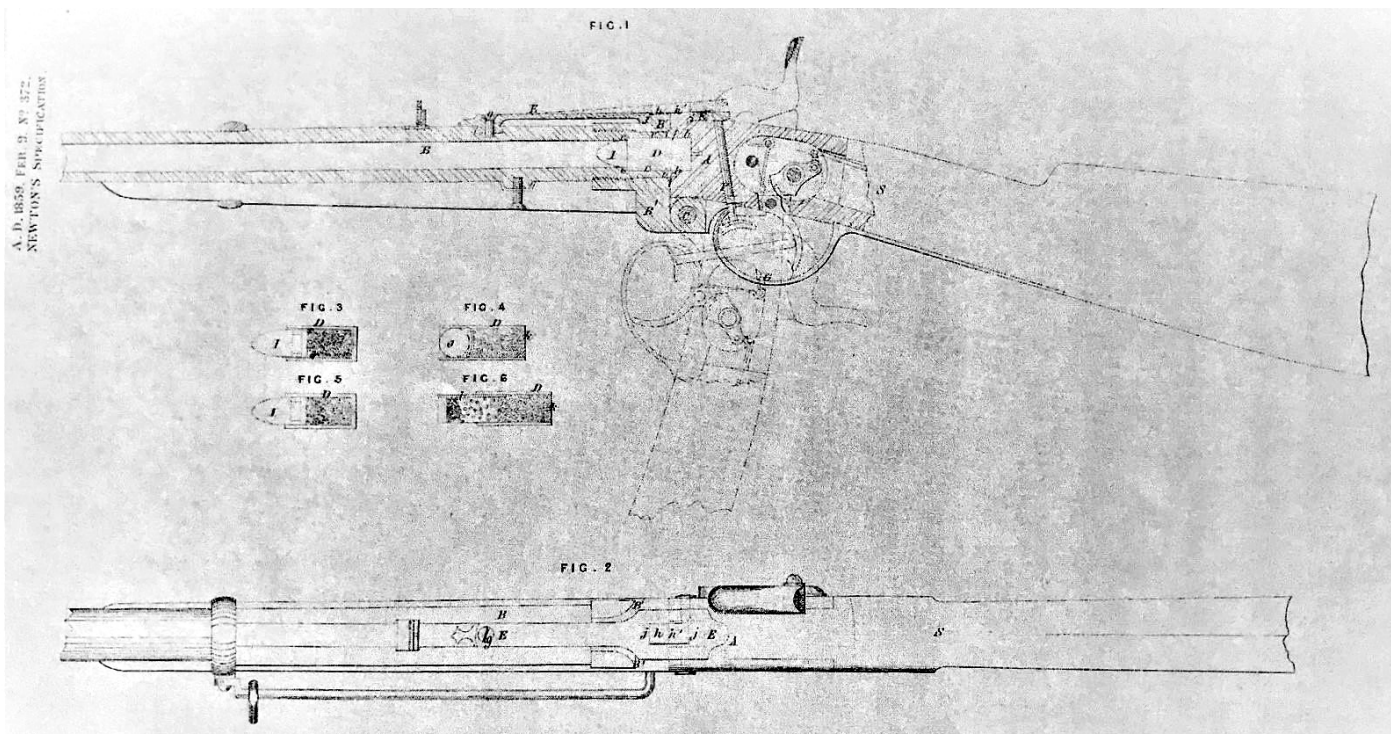 A.D. 1859. FEB. 9. Nº 372.
NEWTON'S SPECIFICATION.
FIG. 1
E
h
h'
E
B
D
A
I
S
B'
G
FIG. 3
D
I
FIG. 4
D
FIG. 5
D
I
FIG. 6
D
FIG. 2
B
E
g
j h h' j E
A
S